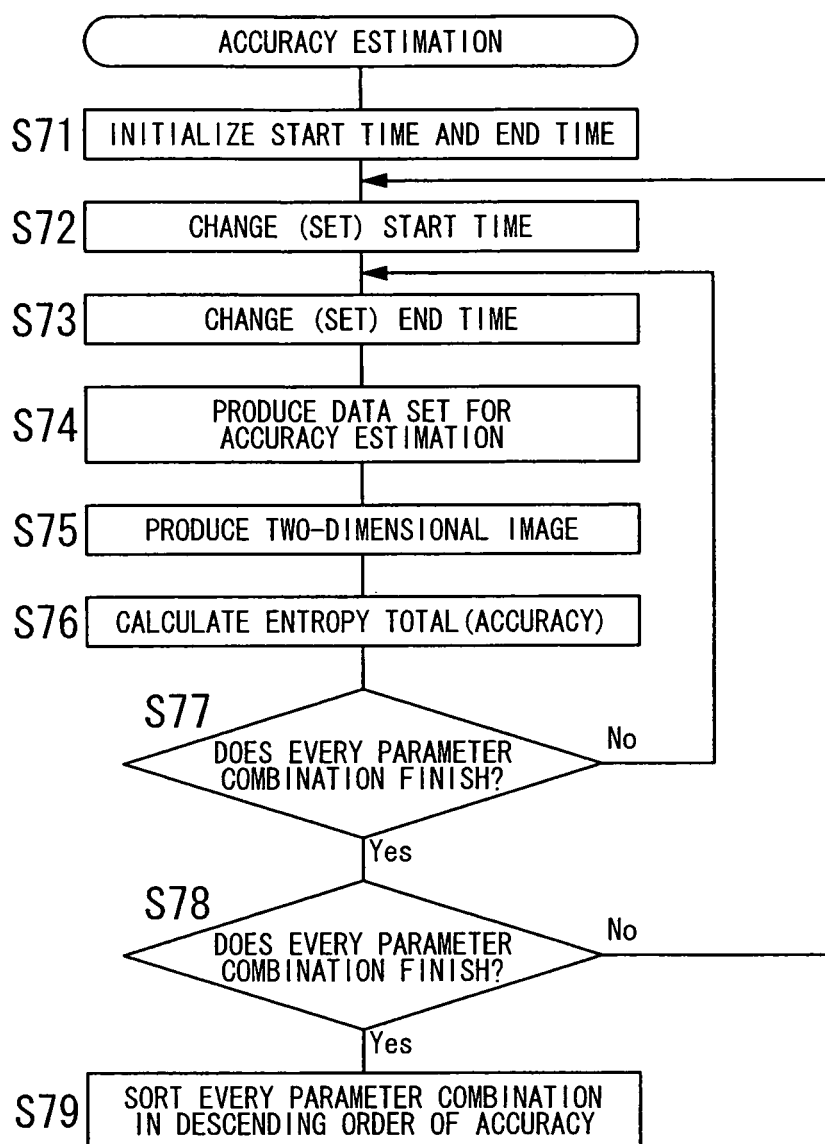 ACCURACY ESTIMATION
S71
INITIALIZE START TIME AND END TIME
S72
CHANGE (SET) START TIME
S73
CHANGE (SET) END TIME
S74
PRODUCE DATA SET FOR
ACCURACY ESTIMATION
S75
PRODUCE TWO-DIMENSIONAL IMAGE
S76
CALCULATE ENTROPY TOTAL(ACCURACY)
S77
DOES EVERY PARAMETER
COMBINATION FINISH?
No
Yes
S78
DOES EVERY PARAMETER
COMBINATION FINISH?
No
Yes
S79
SORT EVERY PARAMETER COMBINATION
IN DESCENDING ORDER OF ACCURACY